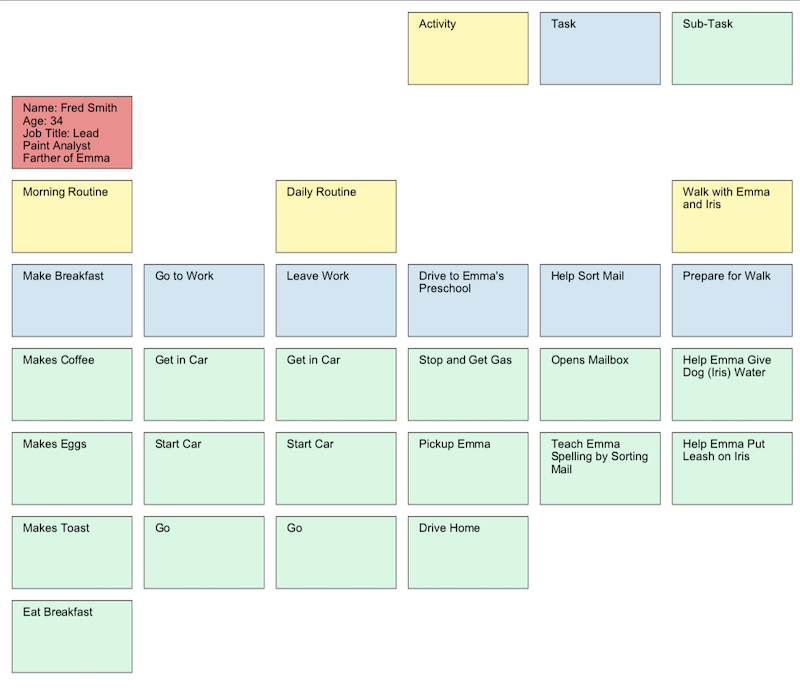 Activity
Task
Sub-Task
Name: Fred Smith
Age: 34
Job Title: Lead
Paint Analyst
Farther of Emma
Morning Routine
Daily Routine
Walk with Emma
and Iris
Make Breakfast
Go to Work
Leave Work
Drive to Emma's
Preschool
Help Sort Mail
Prepare for Walk
Makes Coffee
Get in Car
Get in Car
Stop and Get Gas
Opens Mailbox
Help Emma Give
Dog (Iris) Water
Makes Eggs
Start Car
Start Car
Pickup Emma
Teach Emma
Spelling by Sorting
Mail
Help Emma Put
Leash on Iris
Makes Toast
Go
Go
Drive Home
Eat Breakfast